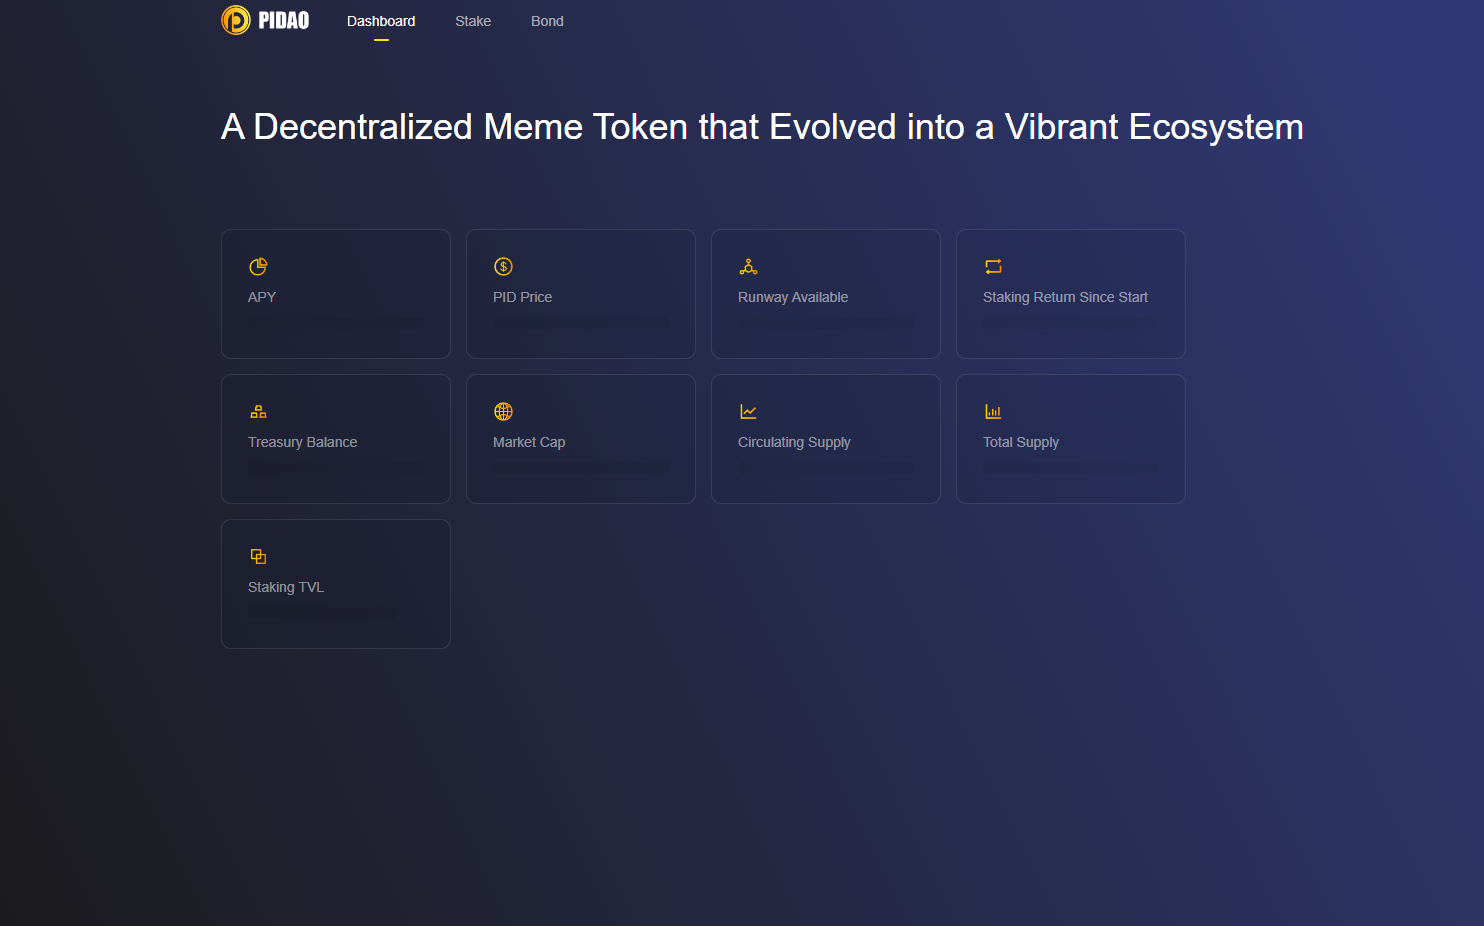 PIDAO Dashboard Stake Bond
A Decentralized Meme Token that Evolved into a Vibrant Ecosystem
APY PID Price Runway Available Staking Return Since Start
Treasury Balance Market Cap Circulating Supply Total Supply
Staking TVL